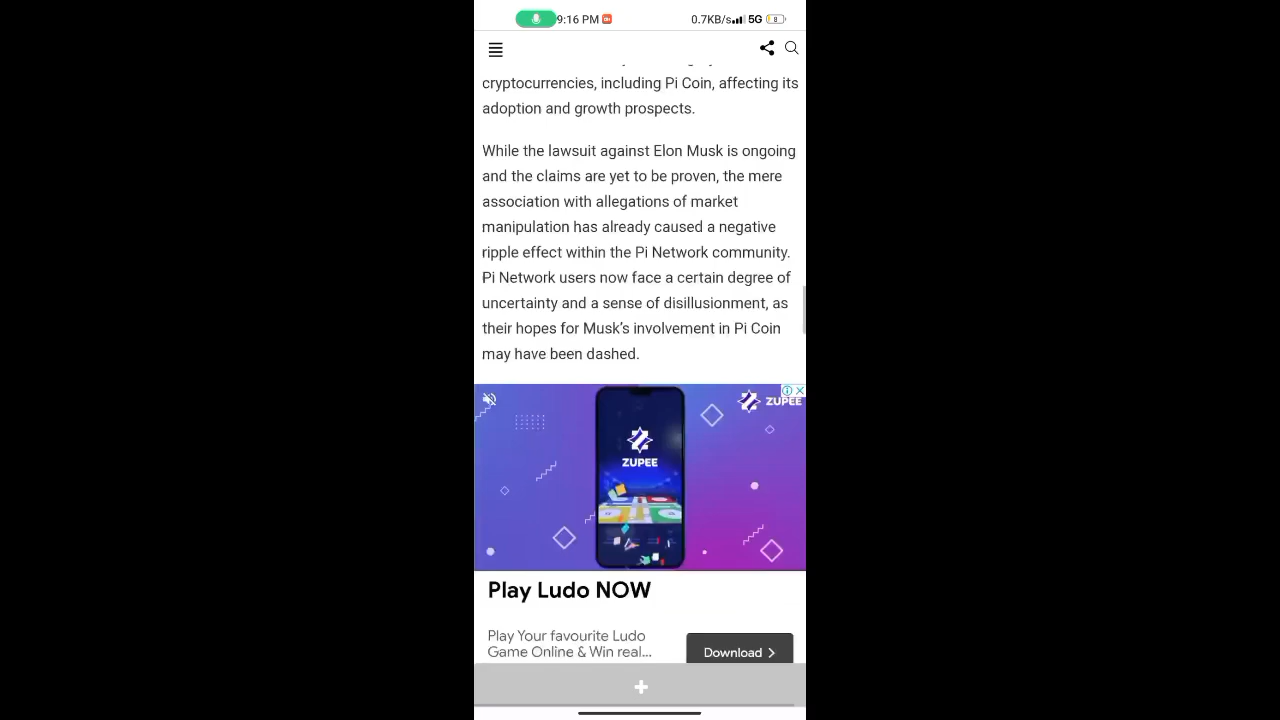 9:16 PM
0.7KB/s 5G 8
cryptocurrencies, including Pi Coin, affecting its
adoption and growth prospects.
While the lawsuit against Elon Musk is ongoing
and the claims are yet to be proven, the mere
association with allegations of market
manipulation has already caused a negative
ripple effect within the Pi Network community.
Pi Network users now face a certain degree of
uncertainty and a sense of disillusionment, as
their hopes for Musk’s involvement in Pi Coin
may have been dashed.
ZUPEE
ZUPEE
Play Ludo NOW
Play Your favourite Ludo
Game Online & Win real...
Download